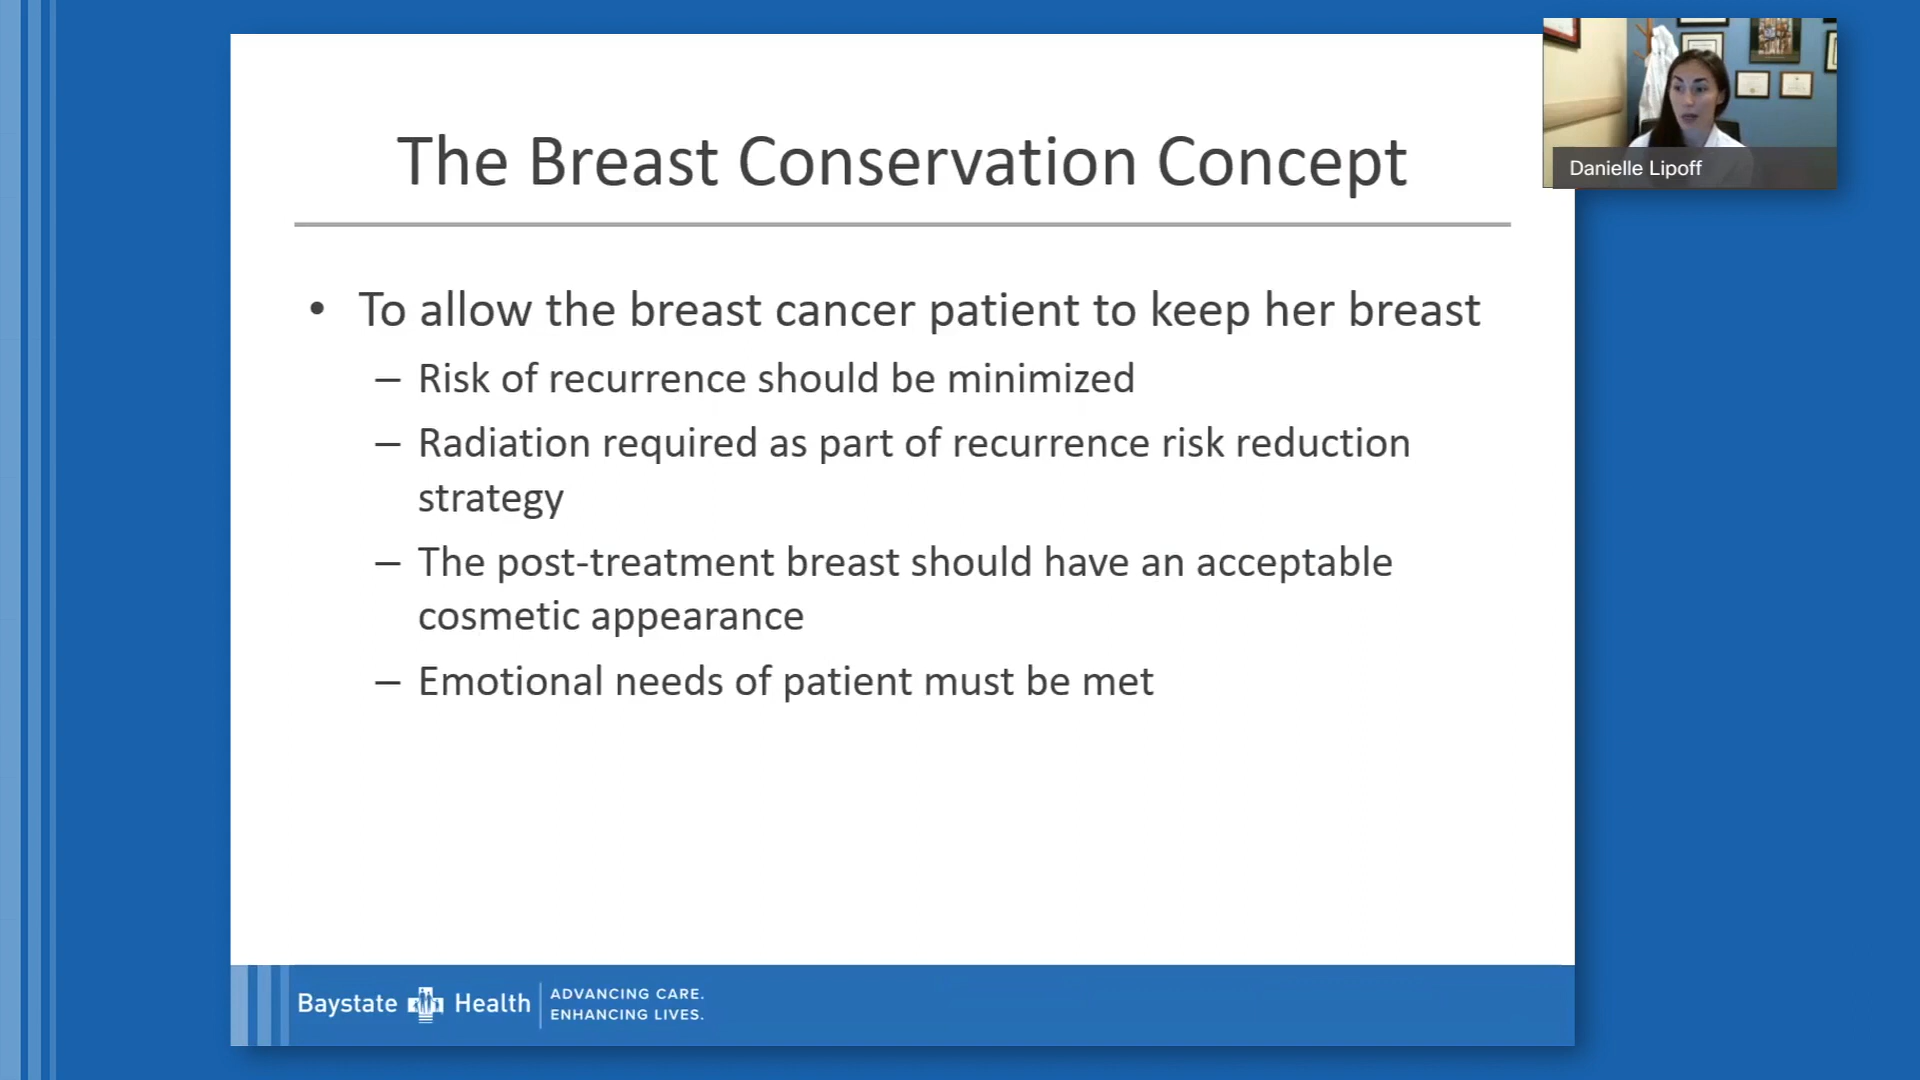 The Breast Conservation Concept
Danielle Lipoff
• To allow the breast cancer patient to keep her breast
– Risk of recurrence should be minimized
– Radiation required as part of recurrence risk reduction
strategy
– The post-treatment breast should have an acceptable
cosmetic appearance
– Emotional needs of patient must be met
Baystate Health
ADVANCING CARE.
ENHANCING LIVES.